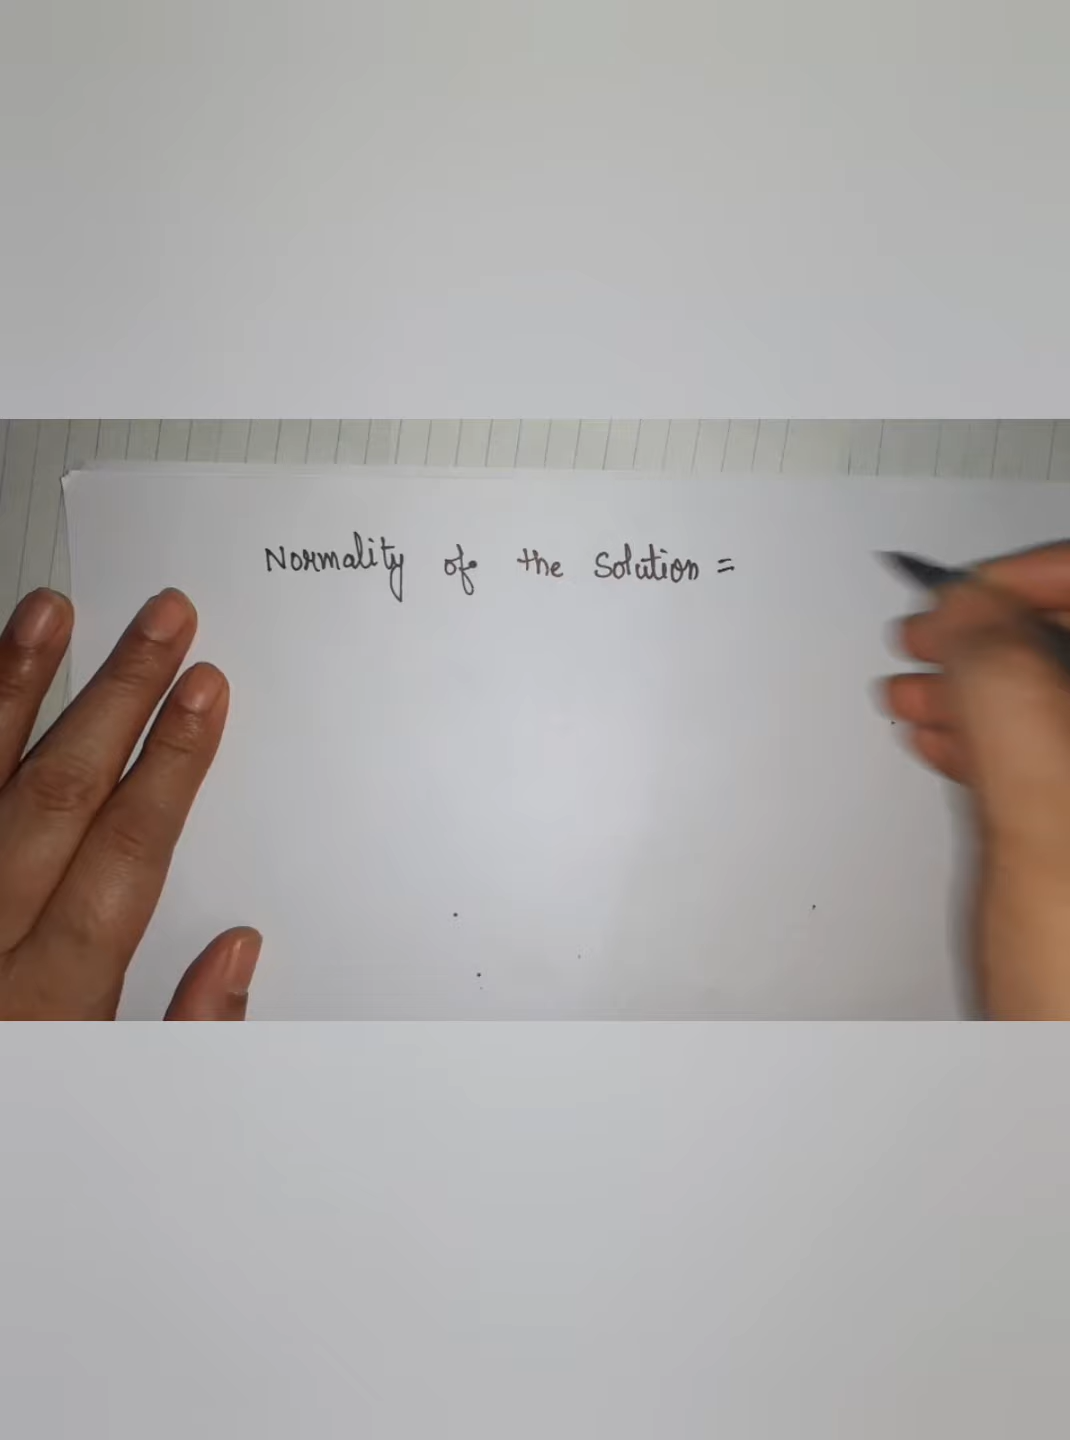 Normality of the Solution =